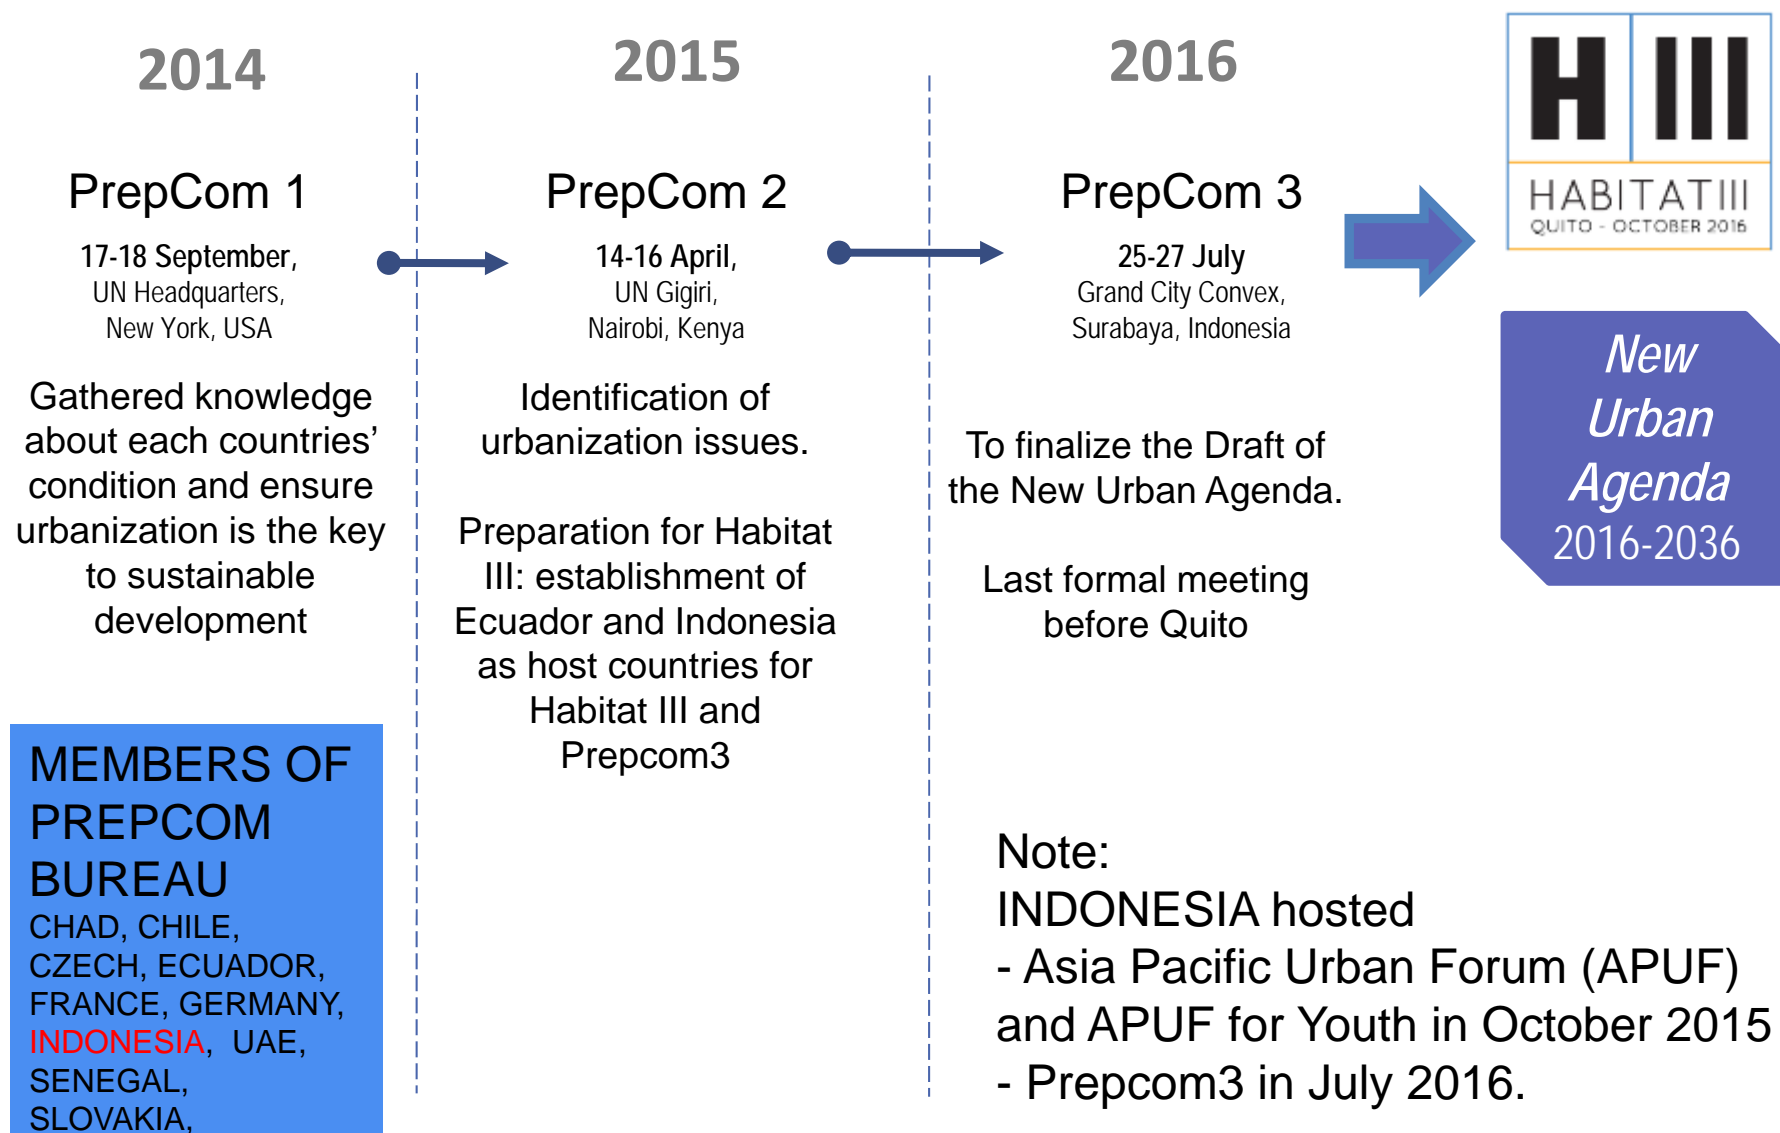 2014
PrepCom 1
17-18 September,
UN Headquarters,
New York, USA
Gathered knowledge
about each countries’
condition and ensure
urbanization is the key
to sustainable
development
MEMBERS OF
PREPCOM
BUREAU
CHAD, CHILE,
CZECH, ECUADOR,
FRANCE, GERMANY,
INDONESIA, UAE,
SENEGAL,
SLOVAKIA,
2015
PrepCom 2
14-16 April,
UN Gigiri,
Nairobi, Kenya
Identification of
urbanization issues.
Preparation for Habitat
III: establishment of
Ecuador and Indonesia
as host countries for
Habitat III and
Prepcom3
2016
PrepCom 3
25-27 July
Grand City Convex,
Surabaya, Indonesia
To finalize the Draft of
the New Urban Agenda.
Last formal meeting
before Quito
Note:
INDONESIA hosted
- Asia Pacific Urban Forum (APUF)
and APUF for Youth in October 2015
- Prepcom3 in July 2016.
H III
HABITAT III
QUITO - OCTOBER 2016
New
Urban
Agenda
2016-2036